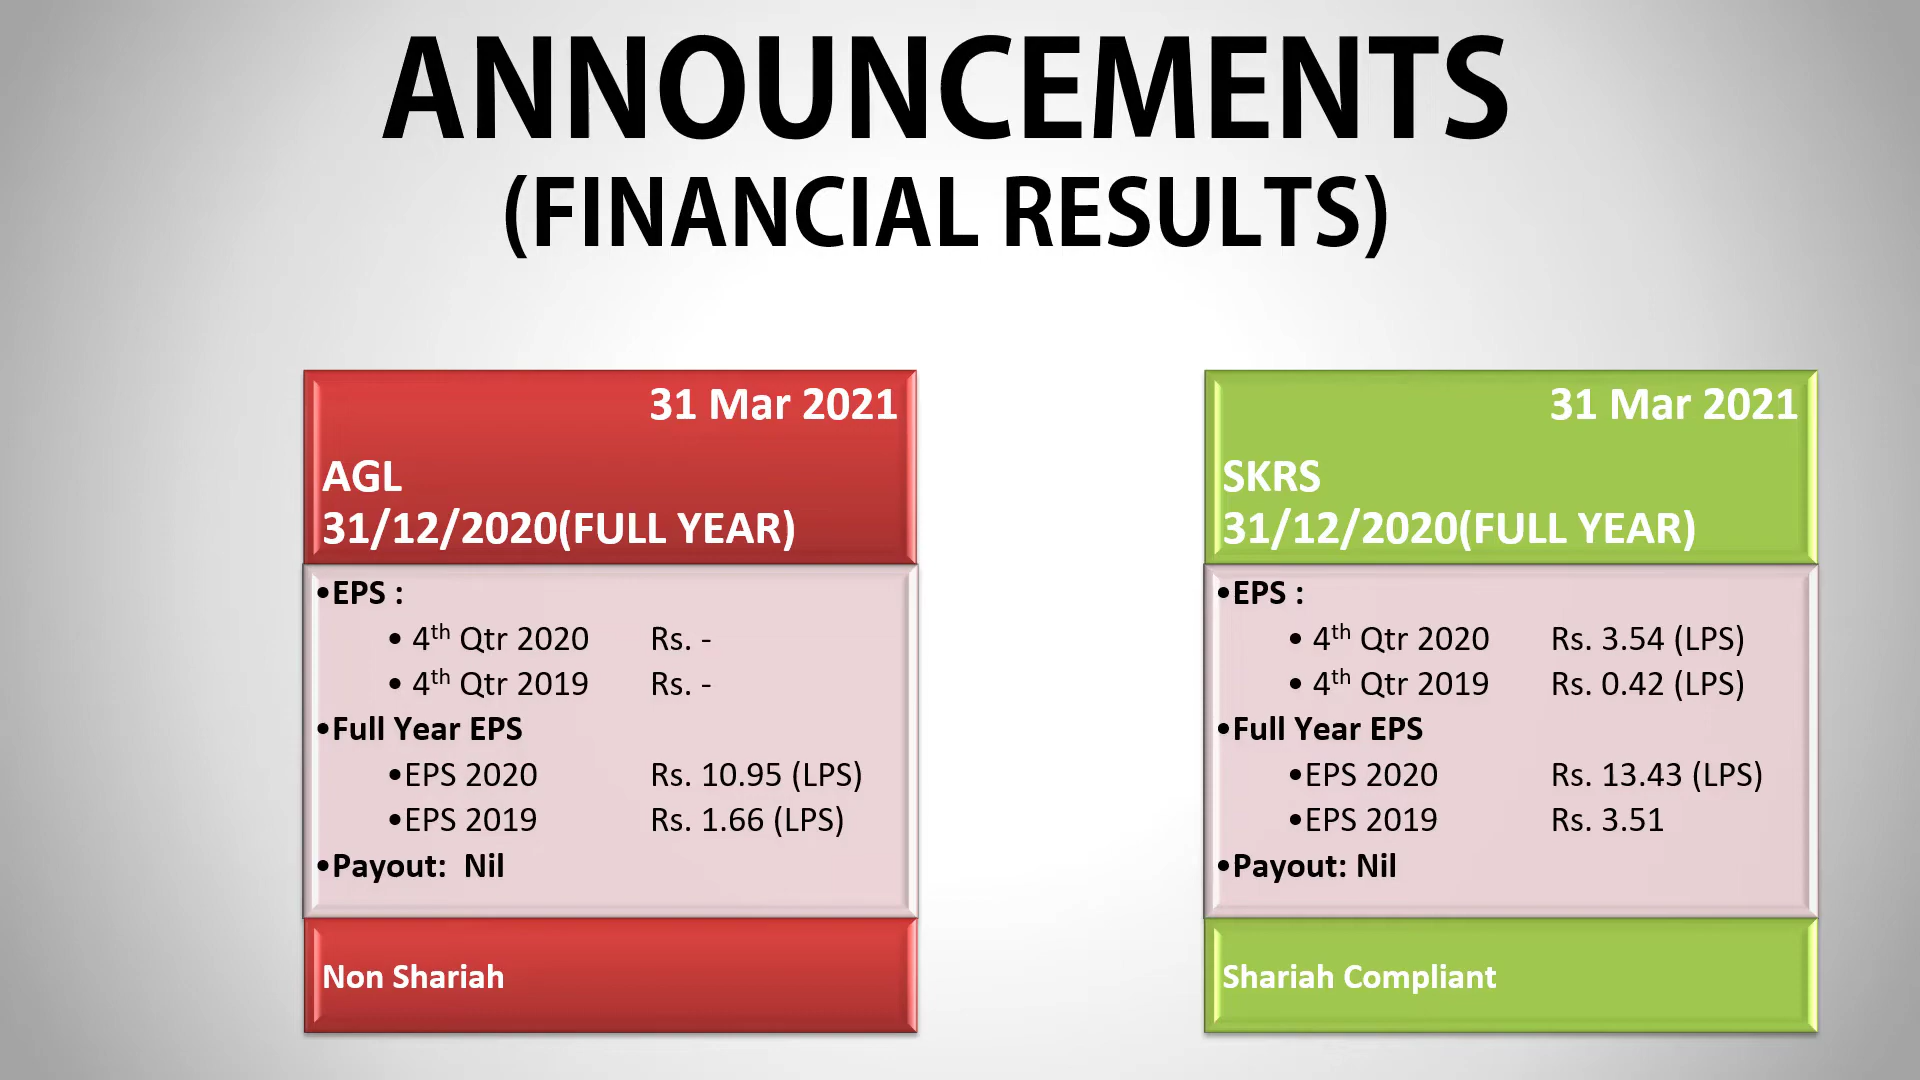 ANNOUNCEMENTS
(FINANCIAL RESULTS)
31 Mar 2021
AGL
31/12/2020(FULL YEAR)
•EPS :
• 4th Qtr 2020 Rs. -
• 4th Qtr 2019 Rs. -
•Full Year EPS
•EPS 2020 Rs. 10.95 (LPS)
•EPS 2019 Rs. 1.66 (LPS)
•Payout: Nil
Non Shariah
31 Mar 2021
SKRS
31/12/2020(FULL YEAR)
•EPS :
• 4th Qtr 2020 Rs. 3.54 (LPS)
• 4th Qtr 2019 Rs. 0.42 (LPS)
•Full Year EPS
•EPS 2020 Rs. 13.43 (LPS)
•EPS 2019 Rs. 3.51
•Payout: Nil
Shariah Compliant